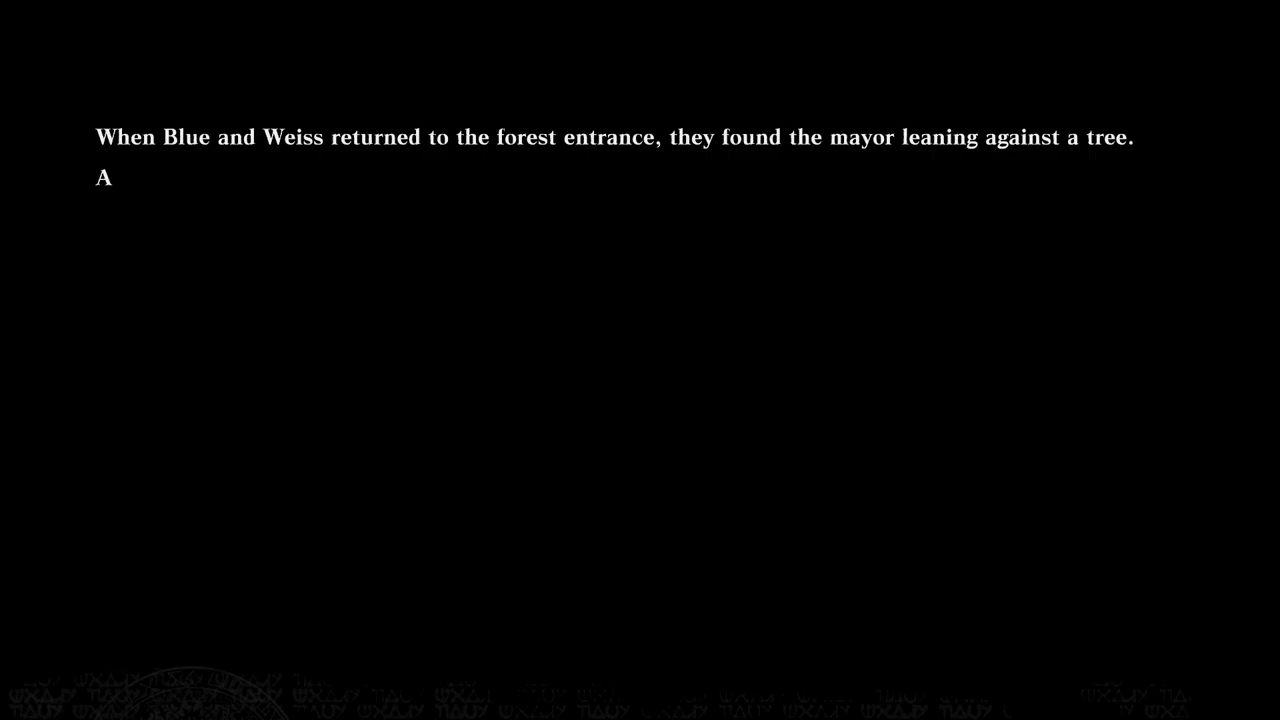 When Blue and Weiss returned to the forest entrance, they found the mayor leaning against a tree.
A